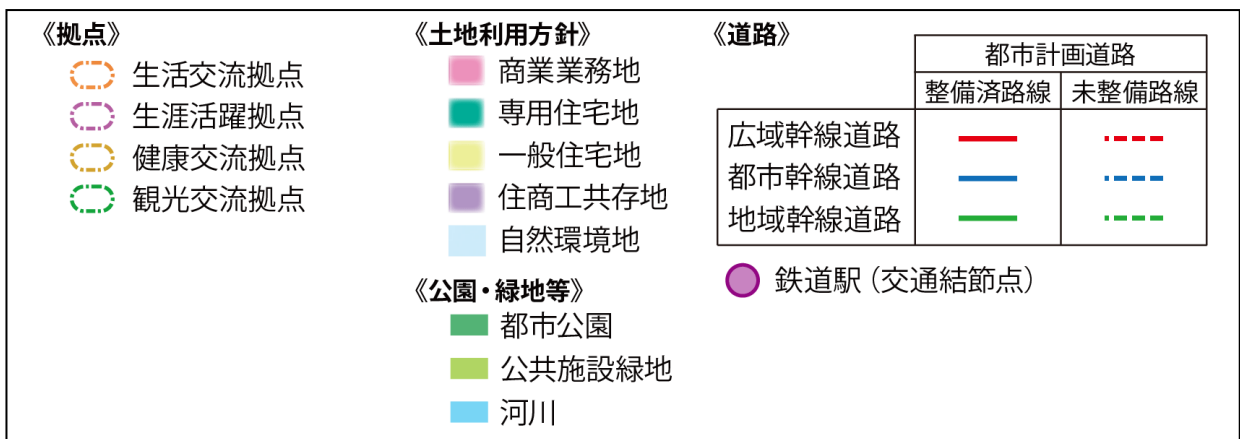 《拠点》
生活交流拠点
生涯活躍拠点
健康交流拠点
観光交流拠点
《土地利用方針》
商業業務地
専用住宅地
一般住宅地
住商工共存地
自然環境地
《公園・緑地等》
都市公園
公共施設緑地
河川
《道路》
都市計画道路
整備済路線 未整備路線
広域幹線道路
都市幹線道路
地域幹線道路
鉄道駅（交通結節点）